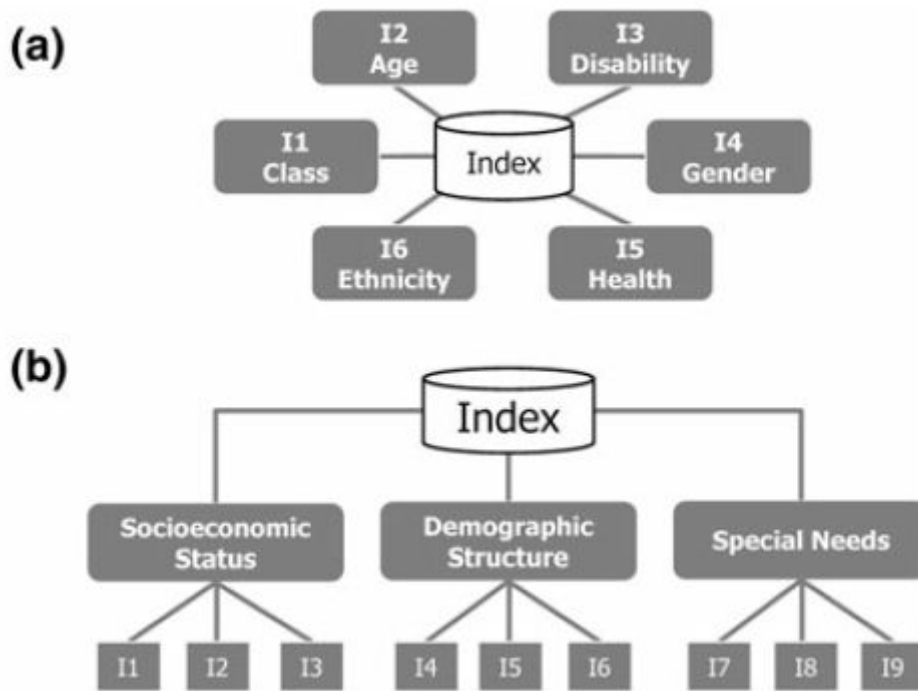 (a)
I2
Age
I3
Disability
I1
Class
Index
I4
Gender
I6
Ethnicity
I5
Health
(b)
Index
Socioeconomic
Status
Demographic
Structure
Special Needs
I1 I2 I3 I4 I5 I6 I7 I8 I9